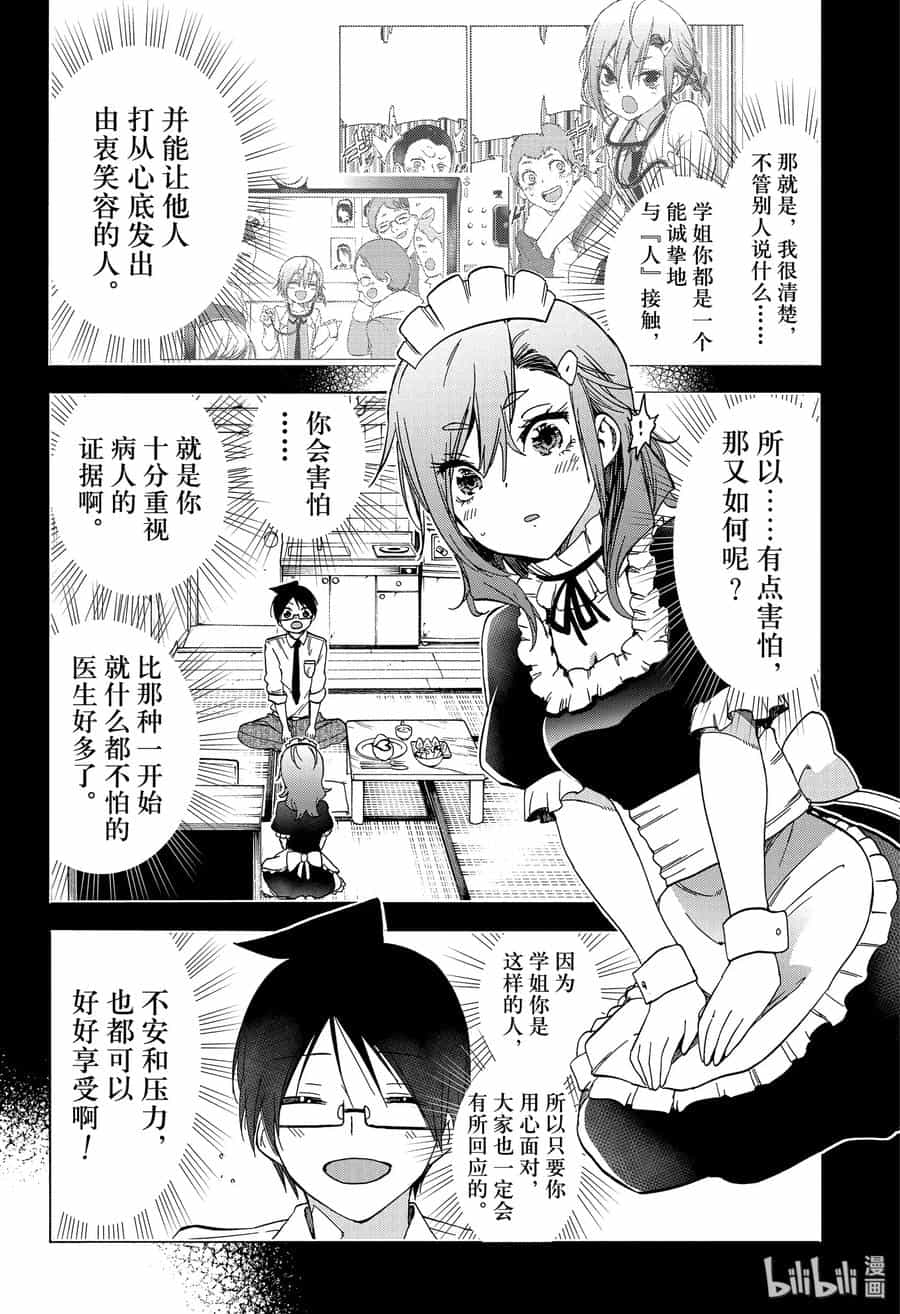 那就是，我很清楚，
不管别人说什么……
学姐你都是一个
能诚挚地
与『人』接触，
并能让他人
打从心底发出
由衷笑容的人。
所以……有点害怕，
那又如何呢？
你会害怕
……
就是你
十分重视
病人的
证据啊。
比那种一开始
就什么都不怕的
医生好多了。
因为
学姐你是
这样的人，
所以只要你
用心面对，
大家也一定会
有所回应的。
不安和压力，
也都可以
好好享受啊！
bilibili
漫画